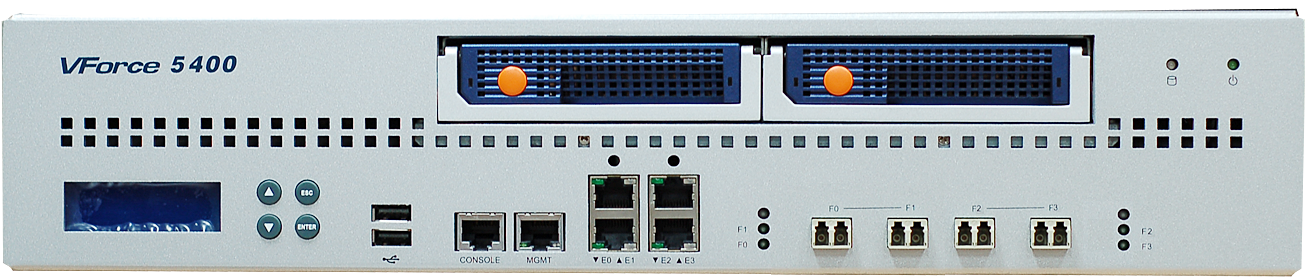 VForce 5400
ESC
ENTER
CONSOLE
MGMT
▼E0 ▲E1
▼E2 ▲E3
F1
F0
F0
F1
F2
F3
F2
F3